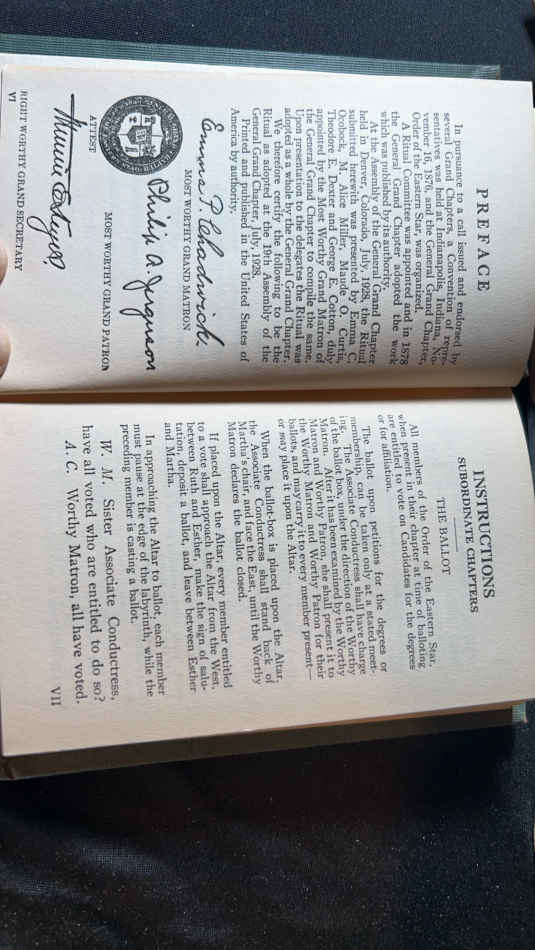 PREFACE
In pursuance to a call issued and endorsed by
several Grand Chapters, a Convention of repre-
sentatives was held at Indianapolis, Indiana, No-
vember 16, 1876, and the General Grand Chapter,
Order of the Eastern Star, was organized.
A Ritual Committee was appointed and in 1878
the General Grand Chapter adopted the work
which was published by its authority.
At the Assembly of the General Grand Chapter
held in Denver, Colorado, July, 1928, the Ritual
submitted herewith was presented by Emma C.
Ocobock, M. Alice Miller, Maude O. Curtis,
Theodore E. Dexter and George E. Cotton, duly
appointed by the Most Worthy Grand Matron of
the General Grand Chapter to compile the same.
Upon presentation to the delegates the Ritual was
adopted as a whole by the General Grand Chapter.
We therefore certify the following to be the
Ritual as adopted at the 19th Assembly of the
General Grand Chapter, July, 1928.
Printed and published in the United States of
America by authority.
Emma P. Chadwick
MOST WORTHY GRAND MATRON
Philip A. Jerguson
MOST WORTHY GRAND PATRON
ATTEST:
Minnie
RIGHT WORTHY GRAND SECRETARY
VI
INSTRUCTIONS
SUBORDINATE CHAPTERS
THE BALLOT
All members of the Order of the Eastern Star,
when present in their chapter at time of balloting
are entitled to vote on Candidates for the degrees
or for affiliation.
The ballot upon petitions for the degrees or
membership, can be taken only at a stated meet-
ing. The Associate Conductress shall have charge
of the ballot box, under the direction of the Worthy
Matron. After it has been examined by the Worthy
Matron and Worthy Patron, she shall present it to
the Worthy Matron and Worthy Patron for their
ballots, and may carry it to every member present—
or may place it upon the Altar.
When the ballot-box is placed upon the Altar,
the Associate Conductress shall stand back of
Martha's Chair, and face the East, until the Worthy
Matron declares the ballot closed.
If placed upon the Altar, every member entitled
to a vote shall approach the Altar from the West,
between Ruth and Esther, make the sign of salu-
tation, deposit a ballot, and leave between Esther
and Martha.
In approaching the Altar to ballot, each member
must pause at the edge of the labyrinth, while the
preceding member is casting a ballot.
W. M. Sister Associate Conductress,
have all voted who are entitled to do so?
A. C. Worthy Matron, all have voted.
VII